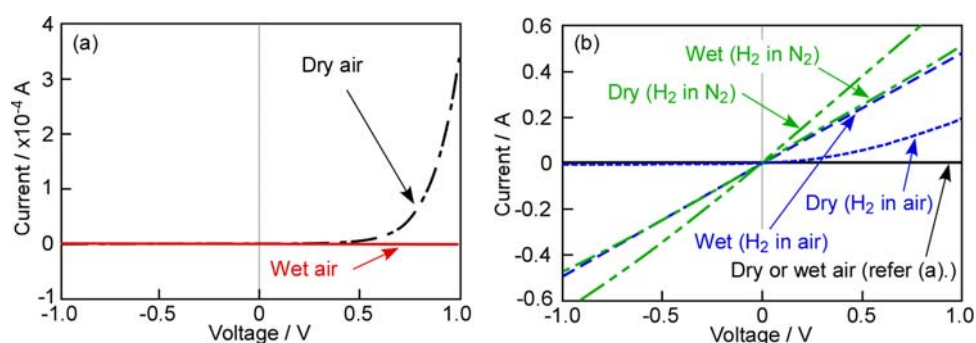 (a)
Dry air
Wet air
4
3
2
1
0
-1
-1.0
-0.5
0
0.5
1.0
Current / x10⁻⁴ A
Voltage / V
(b)
Wet (H₂ in N₂)
Dry (H₂ in N₂)
Dry (H₂ in air)
Wet (H₂ in air)
Dry or wet air (refer (a).)
0.6
0.4
0.2
0
-0.2
-0.4
-0.6
-1.0
-0.5
0
0.5
1.0
Current / A
Voltage / V